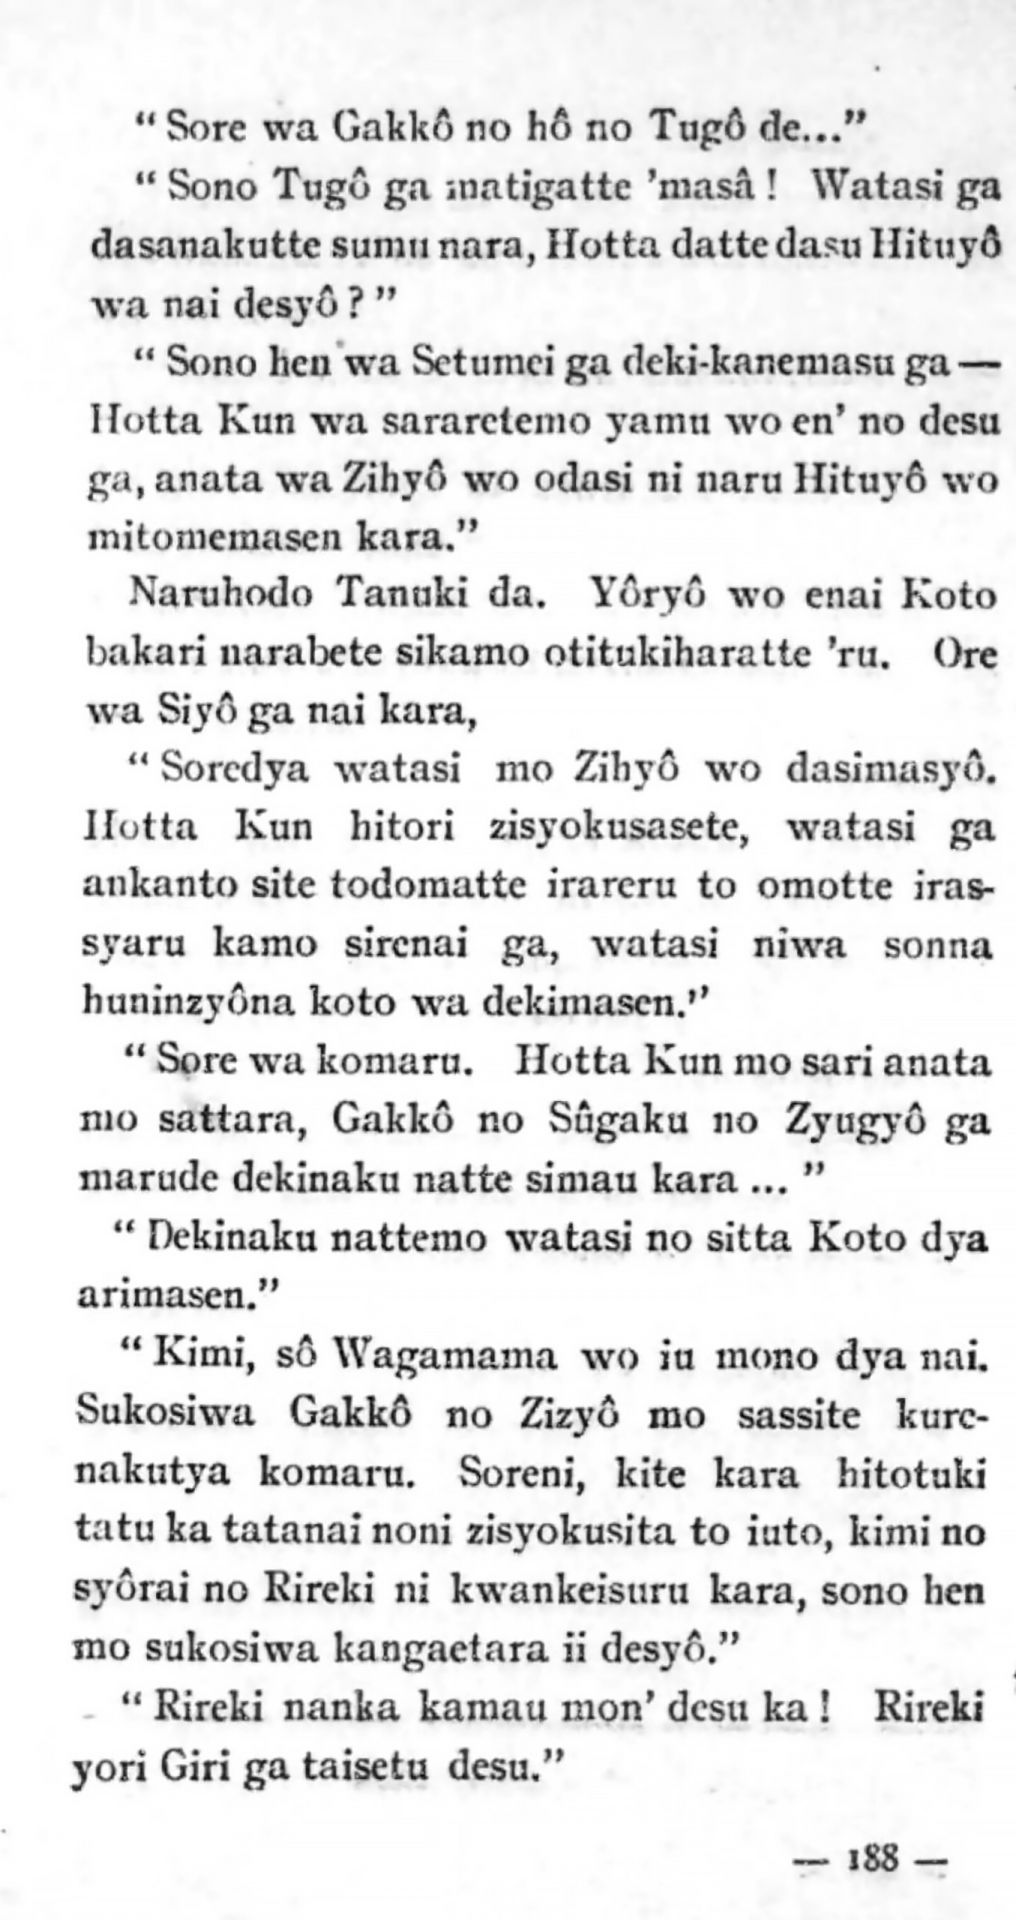 “ Sore wa Gakkô no hô no Tugô de...”
“ Sono Tugô ga matigatte ’masâ ! Watasi ga
dasanakutte sumu nara, Hotta datte dasu Hituyô
wa nai desyô ? ”
“ Sono hen wa Setumei ga deki-kanemasu ga —
Hotta Kun wa sararetemo yamu wo en’ no desu
ga, anata wa Zihyô wo odasi ni naru Hituyô wo
mitomemasen kara.”
Naruhodo Tanuki da. Yôryô wo enai Koto
bakari narabete sikamo otitukiharatte ’ru. Ore
wa Siyô ga nai kara,
“ Soredya watasi mo Zihyô wo dasimasyô.
Hotta Kun hitori zisyokusasete, watasi ga
ankanto site todomatte irareru to omotte iras-
syaru kamo sirenai ga, watasi niwa sonna
huninzyôna koto wa dekimasen.”
“ Sore wa komaru. Hotta Kun mo sari anata
mo sattara, Gakkô no Sûgaku no Zyugyô ga
marude dekinaku natte simau kara ... ”
“ Dekinaku nattemo watasi no sitta Koto dya
arimasen.”
“ Kimi, sô Wagamama wo iu mono dya nai.
Sukosiwa Gakkô no Zizyô mo sassite kure-
nakutya komaru. Soreni, kite kara hitotuki
tatu ka tatanai noni zisyokusita to iuto, kimi no
syôrai no Rireki ni kwankeisuru kara, sono hen
mo sukosiwa kangaetara ii desyô.”
“ Rireki nanka kamau mon’ desu ka ! Rireki
yori Giri ga taisetu desu.”
— 188 —